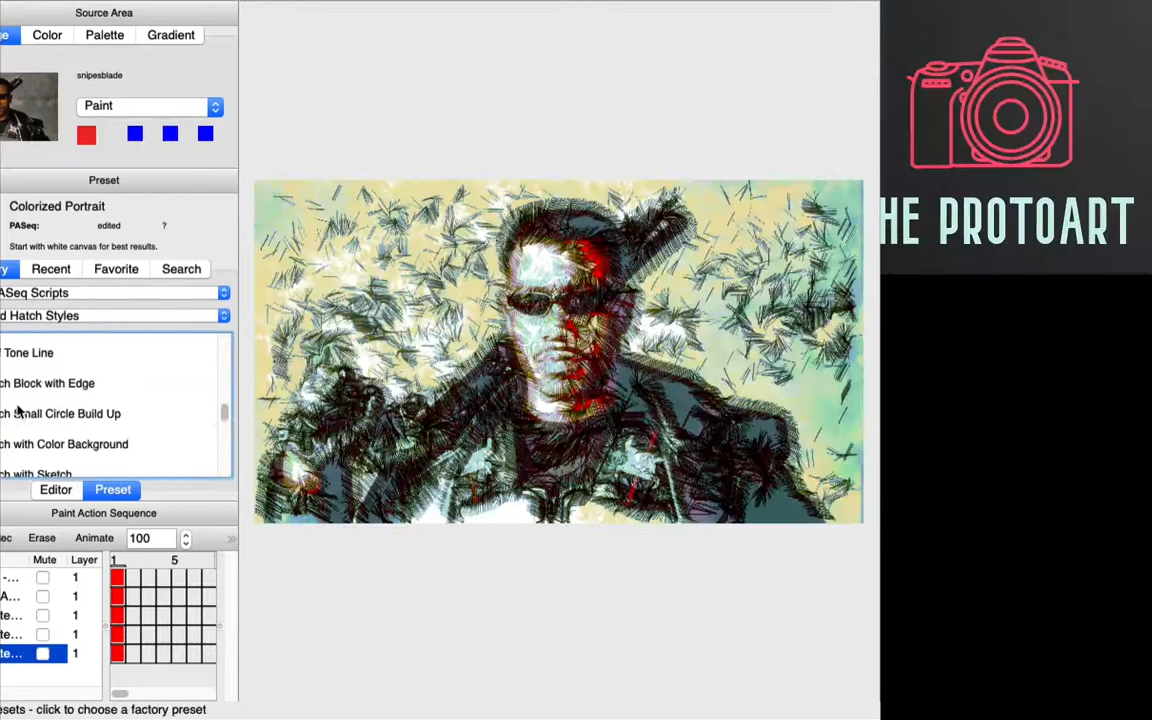 Source Area
Color Palette Gradient
snipesblade
Paint
Preset
Colorized Portrait
PASeq: edited ?
Start with white canvas for best results.
Recent Favorite Search
ASeq Scripts
d Hatch Styles
Tone Line
ch Block with Edge
ch Small Circle Build Up
ch with Color Background
ch with Sketch
Editor Preset
Paint Action Sequence
ec Erase Animate 100
Mute Layer 1 5
-... 1
A... 1
te... 1
te... 1
te... 1
esets - click to choose a factory preset
HE PROTOART